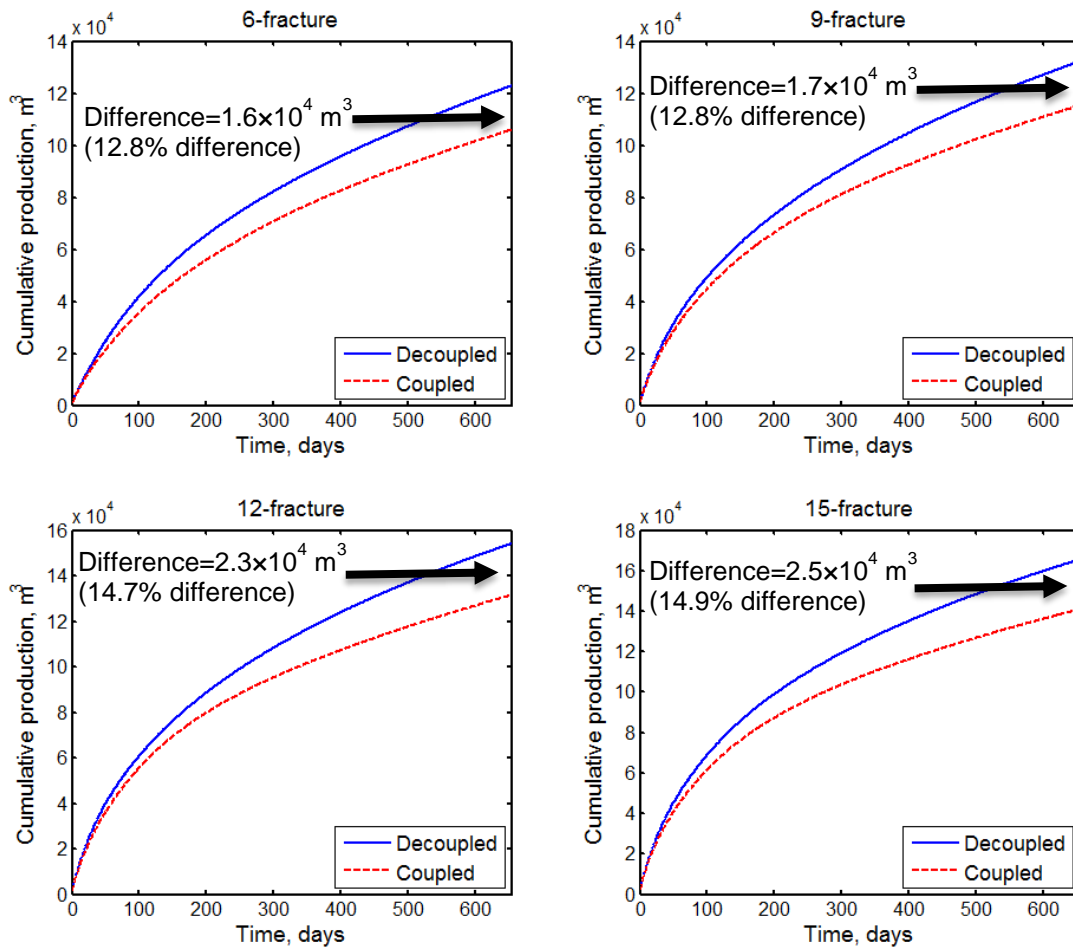 6-fracture
x 10^4
14
12
10
8
6
4
2
0
Cumulative production, m^3
Difference=1.6×10^4 m^3
(12.8% difference)
Decoupled
Coupled
0 100 200 300 400 500 600
Time, days
9-fracture
x 10^4
14
12
10
8
6
4
2
0
Cumulative production, m^3
Difference=1.7×10^4 m^3
(12.8% difference)
Decoupled
Coupled
0 100 200 300 400 500 600
Time, days
12-fracture
x 10^4
16
14
12
10
8
6
4
2
0
Cumulative production, m^3
Difference=2.3×10^4 m^3
(14.7% difference)
Decoupled
Coupled
0 100 200 300 400 500 600
Time, days
15-fracture
x 10^4
18
16
14
12
10
8
6
4
2
0
Cumulative production, m^3
Difference=2.5×10^4 m^3
(14.9% difference)
Decoupled
Coupled
0 100 200 300 400 500 600
Time, days